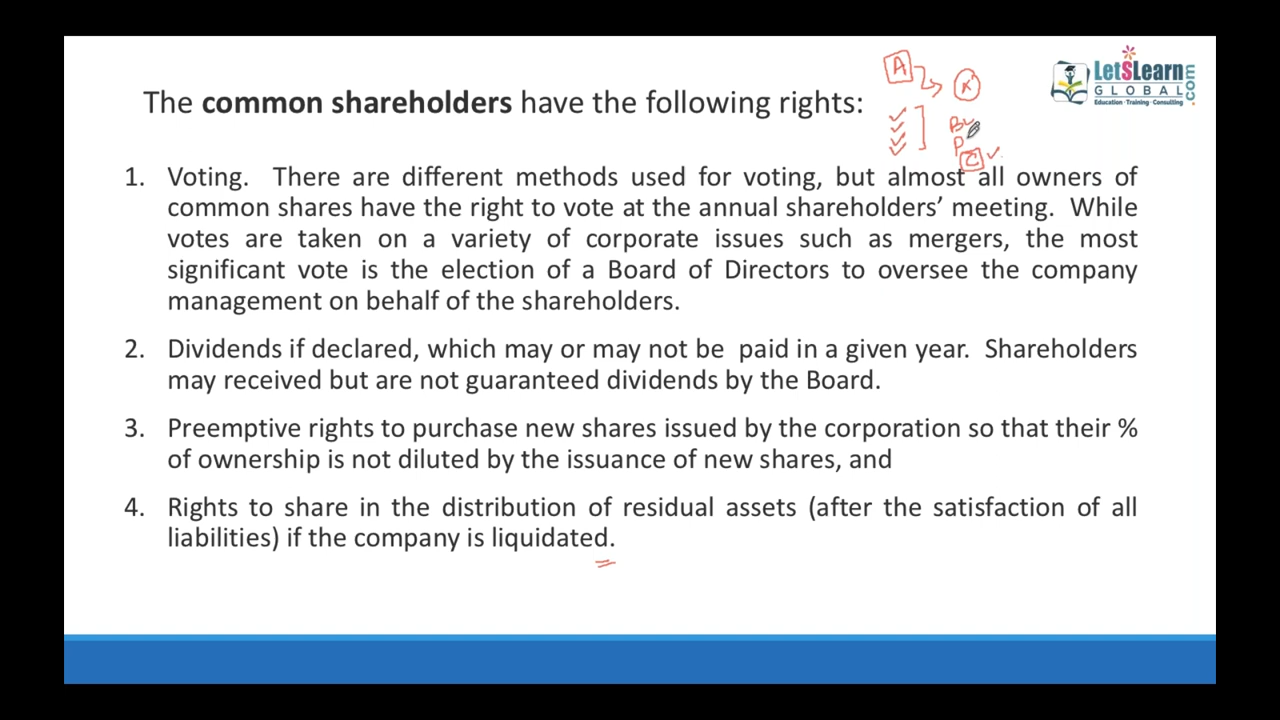 The common shareholders have the following rights:
A
X
B
P
C
LetSLearn
GLOBAL
.com
Education - Training - Consulting
1. Voting. There are different methods used for voting, but almost all owners of
common shares have the right to vote at the annual shareholders’ meeting. While
votes are taken on a variety of corporate issues such as mergers, the most
significant vote is the election of a Board of Directors to oversee the company
management on behalf of the shareholders.
2. Dividends if declared, which may or may not be paid in a given year. Shareholders
may received but are not guaranteed dividends by the Board.
3. Preemptive rights to purchase new shares issued by the corporation so that their %
of ownership is not diluted by the issuance of new shares, and
4. Rights to share in the distribution of residual assets (after the satisfaction of all
liabilities) if the company is liquidated.